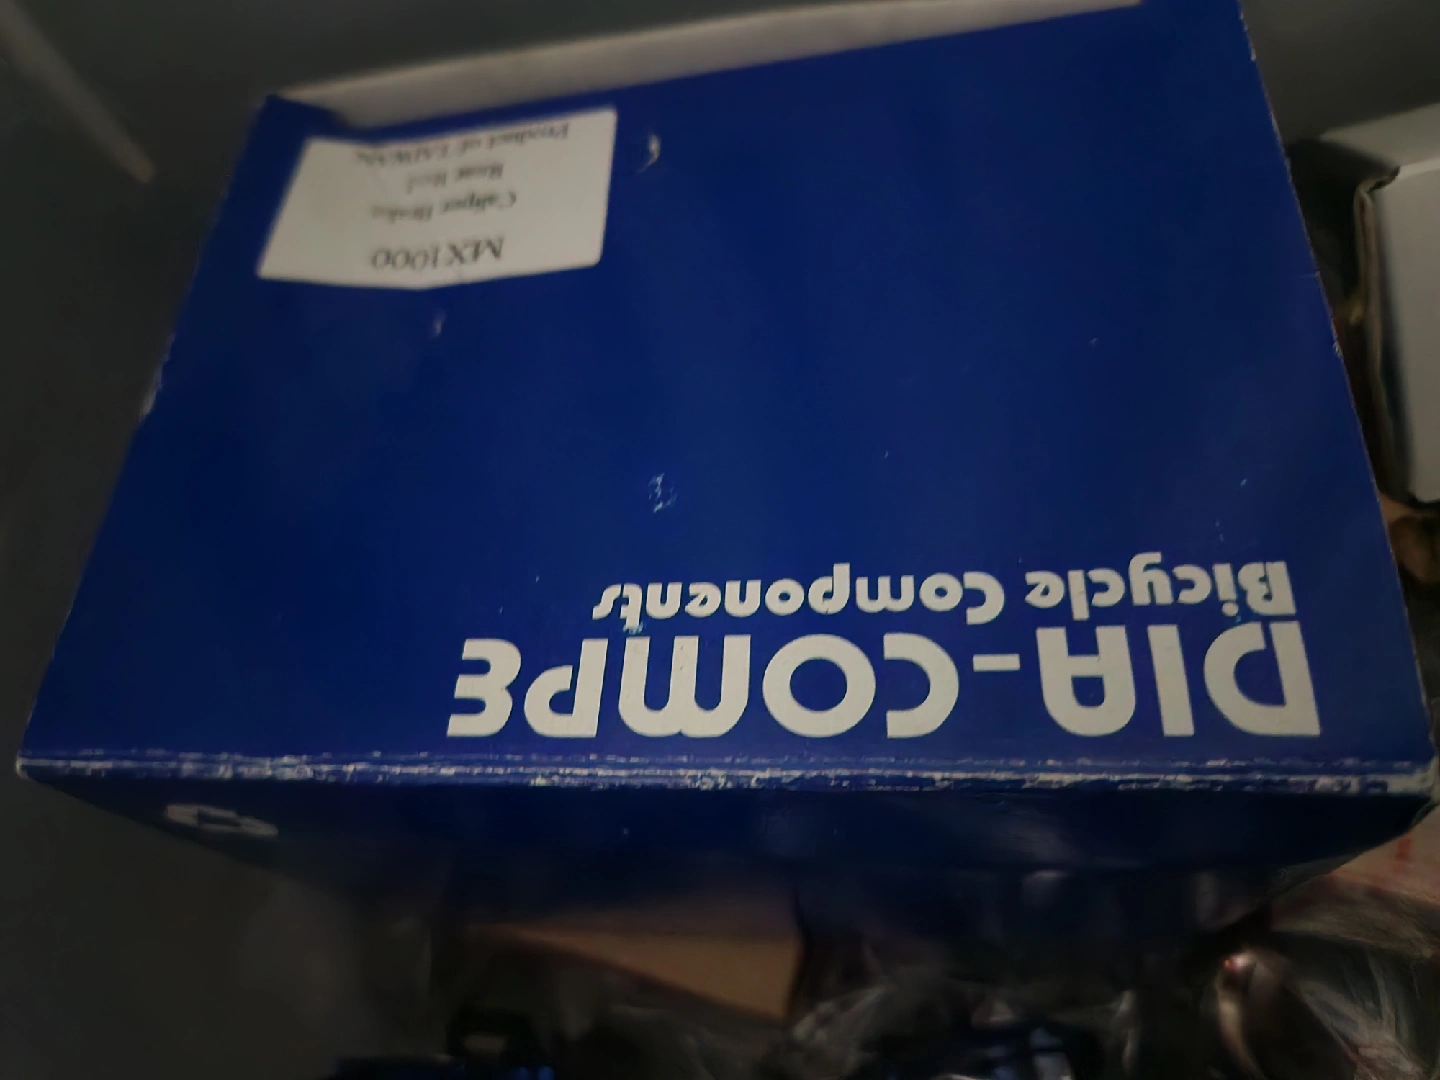 DIA-COMPE
Bicycle Components
MX1000
Caliper Brake
Rear Red
Product of TAIWAN